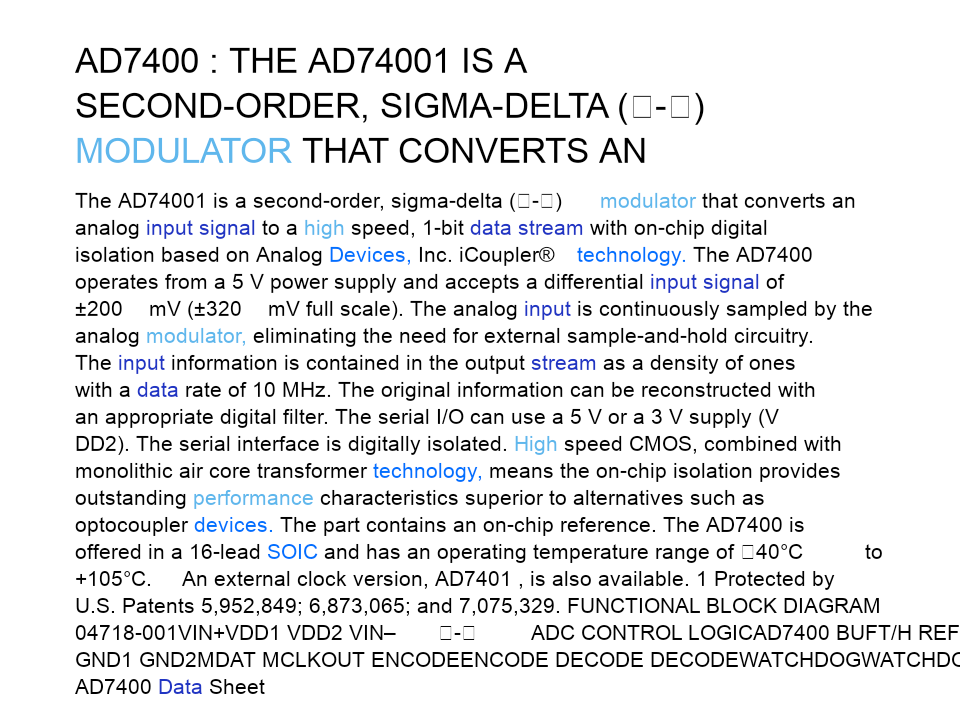 AD7400 : THE AD74001 IS A
SECOND-ORDER, SIGMA-DELTA (□-□)
MODULATOR THAT CONVERTS AN
The AD74001 is a second-order, sigma-delta (□-□) modulator that converts an
analog input signal to a high speed, 1-bit data stream with on-chip digital
isolation based on Analog Devices, Inc. iCoupler® technology. The AD7400
operates from a 5 V power supply and accepts a differential input signal of
±200 mV (±320 mV full scale). The analog input is continuously sampled by the
analog modulator, eliminating the need for external sample-and-hold circuitry.
The input information is contained in the output stream as a density of ones
with a data rate of 10 MHz. The original information can be reconstructed with
an appropriate digital filter. The serial I/O can use a 5 V or a 3 V supply (V
DD2). The serial interface is digitally isolated. High speed CMOS, combined with
monolithic air core transformer technology, means the on-chip isolation provides
outstanding performance characteristics superior to alternatives such as
optocoupler devices. The part contains an on-chip reference. The AD7400 is
offered in a 16-lead SOIC and has an operating temperature range of □40°C to
+105°C. An external clock version, AD7401 , is also available. 1 Protected by
U.S. Patents 5,952,849; 6,873,065; and 7,075,329. FUNCTIONAL BLOCK DIAGRAM
04718-001VIN+VDD1 VDD2 VIN– □-□ ADC CONTROL LOGICAD7400 BUFT/H REF
GND1 GND2MDAT MCLKOUT ENCODEENCODE DECODE DECODEWATCHDOGWATCHDO
AD7400 Data Sheet